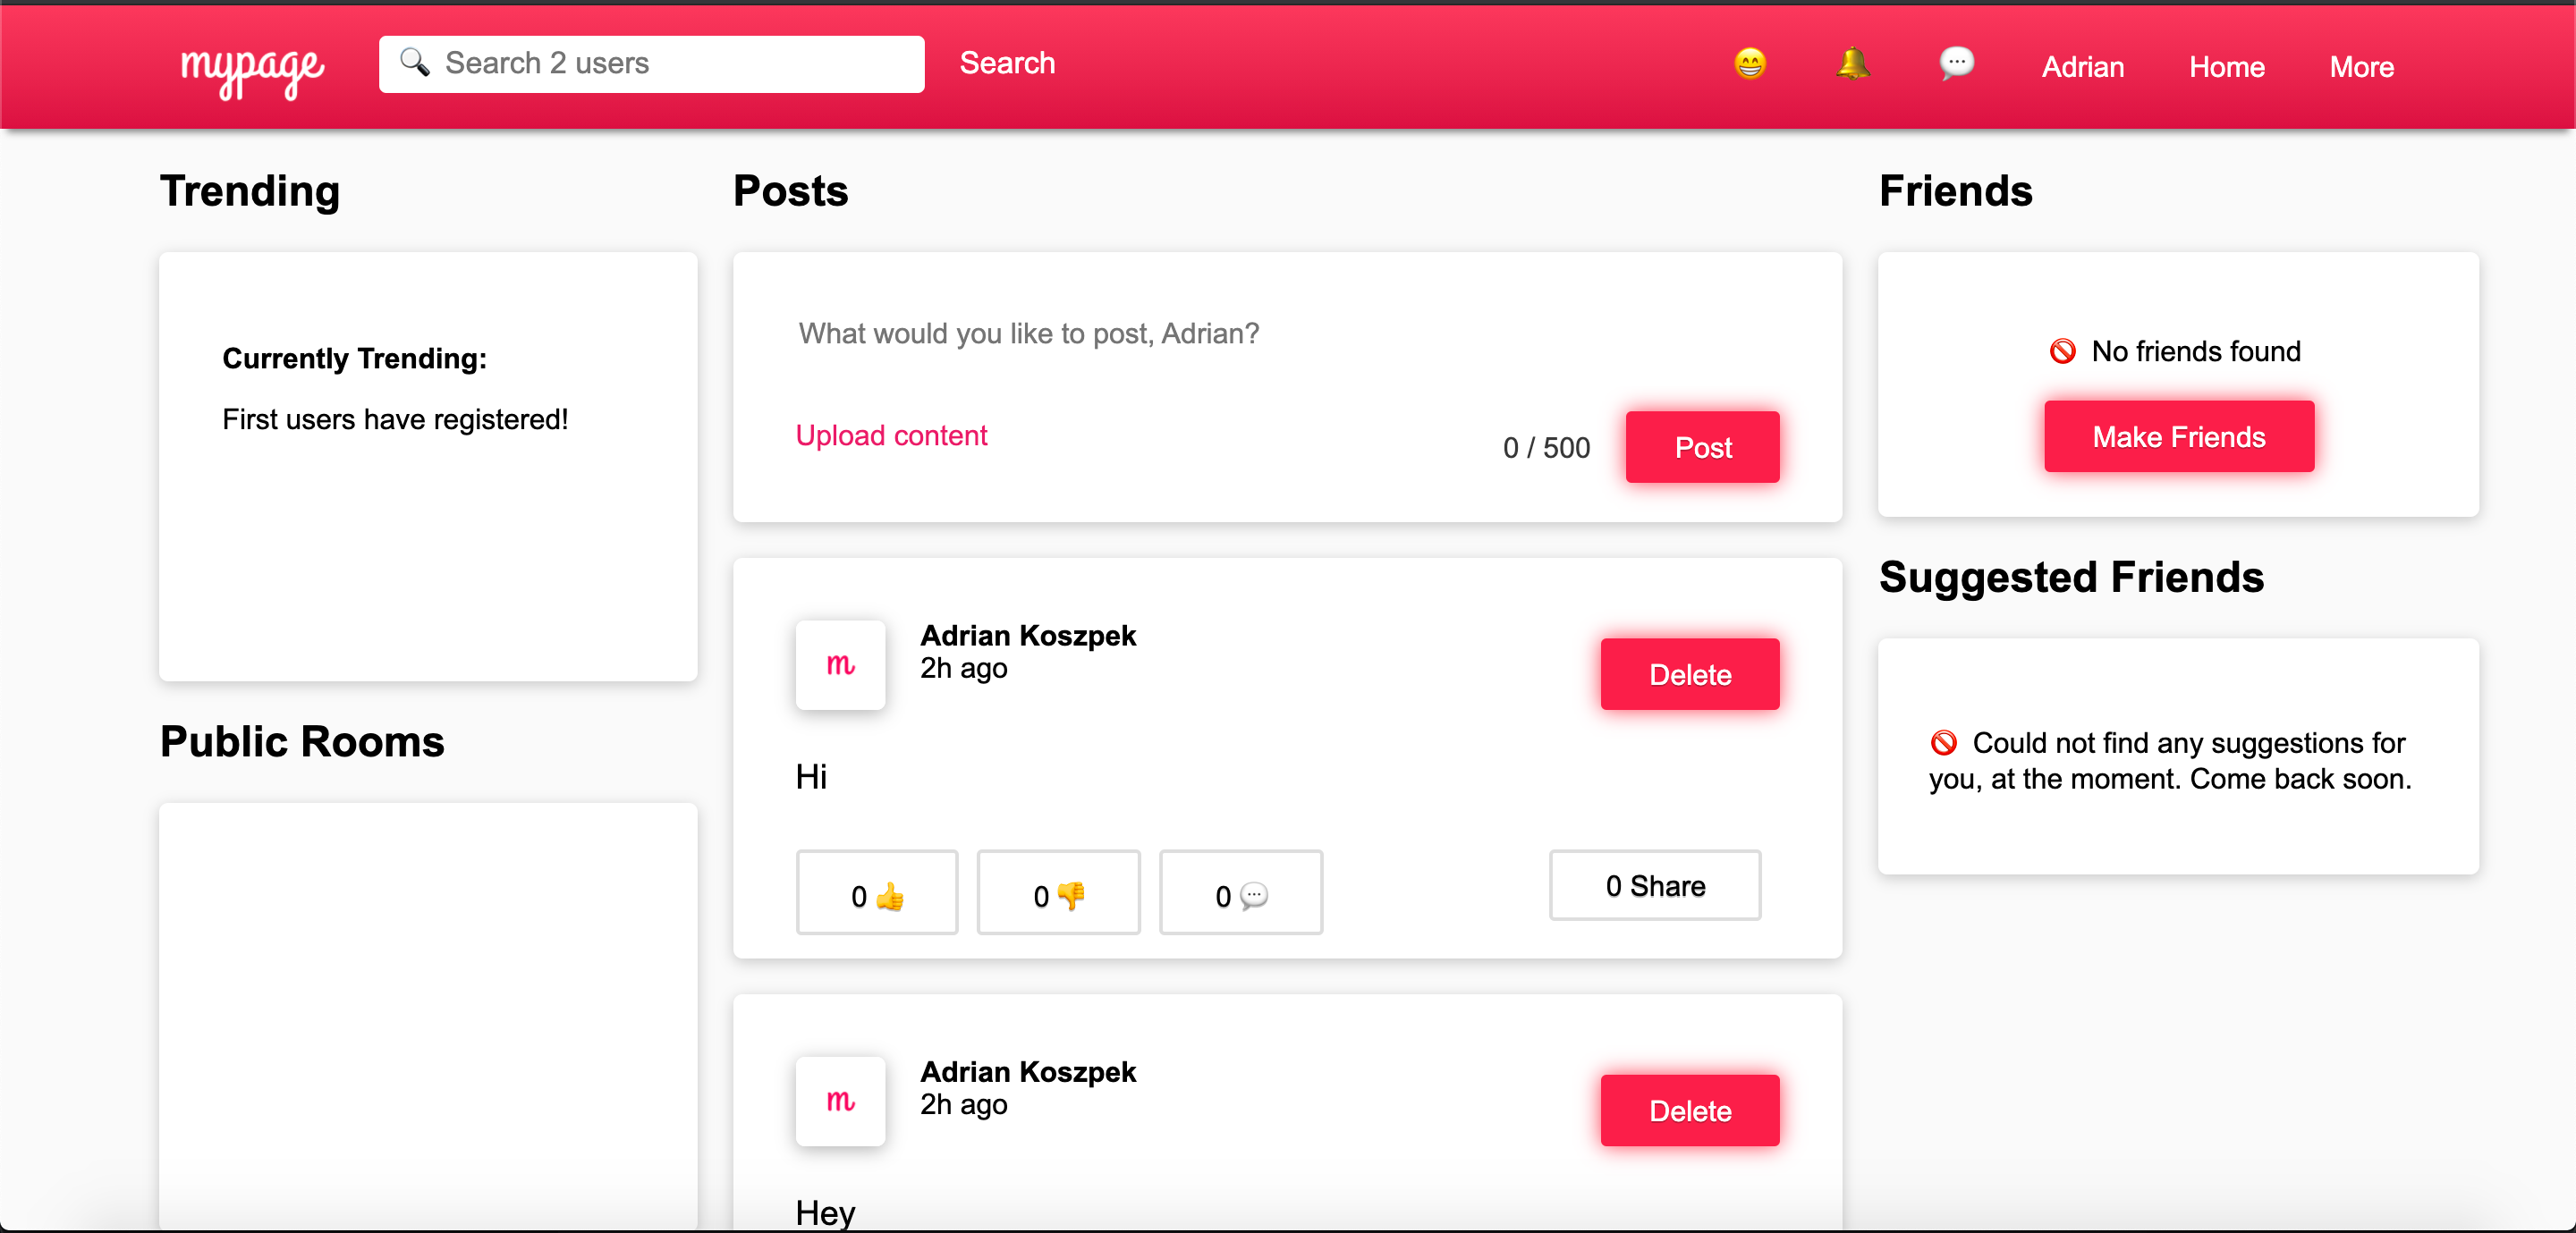 mypage
🔍 Search 2 users
Search
😁 🔔 💬 Adrian Home More
Trending
Currently Trending:
First users have registered!
Public Rooms
Posts
What would you like to post, Adrian?
Upload content
0 / 500
Post
m
Adrian Koszpek
2h ago
Delete
Hi
0 👍
0 👎
0 💬
0 Share
m
Adrian Koszpek
2h ago
Delete
Hey
Friends
🚫 No friends found
Make Friends
Suggested Friends
🚫 Could not find any suggestions for
you, at the moment. Come back soon.